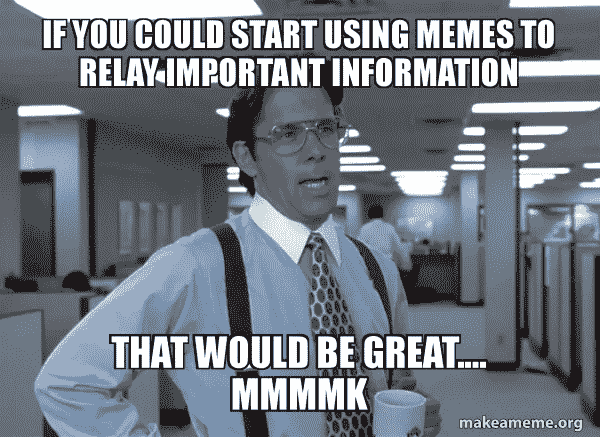 IF YOU COULD START USING MEMES TO
RELAY IMPORTANT INFORMATION
THAT WOULD BE GREAT....
MMMMK
makeameme.org